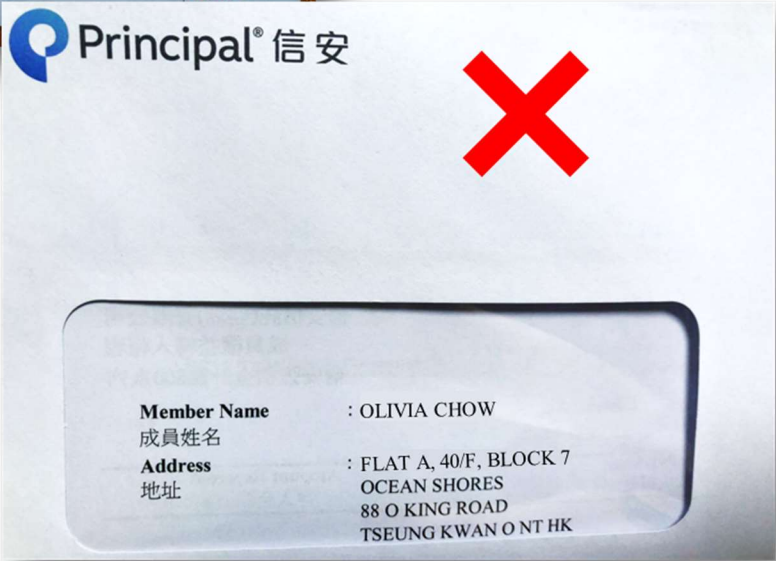 Principal® 信安
Member Name : OLIVIA CHOW
成員姓名
Address : FLAT A, 40/F, BLOCK 7
地址 OCEAN SHORES
88 O KING ROAD
TSEUNG KWAN O NT HK